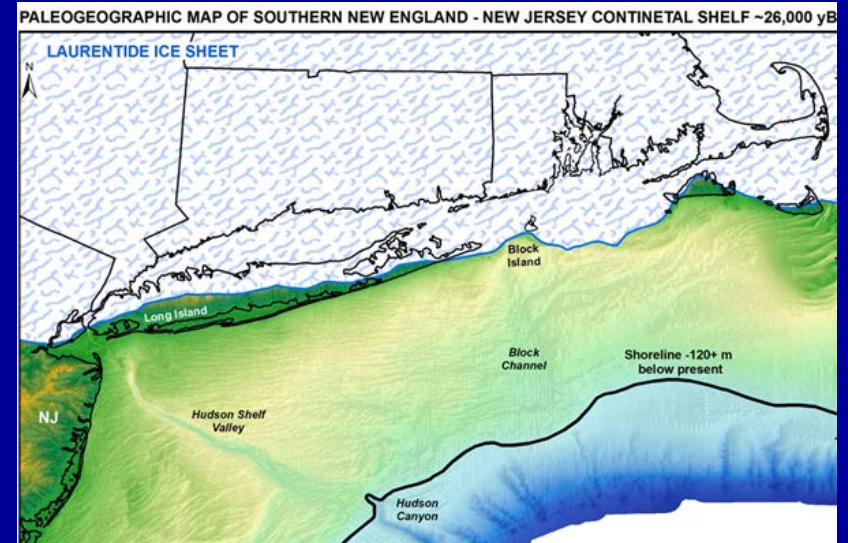 PALEOGEOGRAPHIC MAP OF SOUTHERN NEW ENGLAND - NEW JERSEY CONTINETAL SHELF ~26,000 yB
LAURENTIDE ICE SHEET
N
Block
Island
Long Island
Block
Channel
Shoreline -120+ m
below present
NJ
Hudson Shelf
Valley
Hudson
Canyon